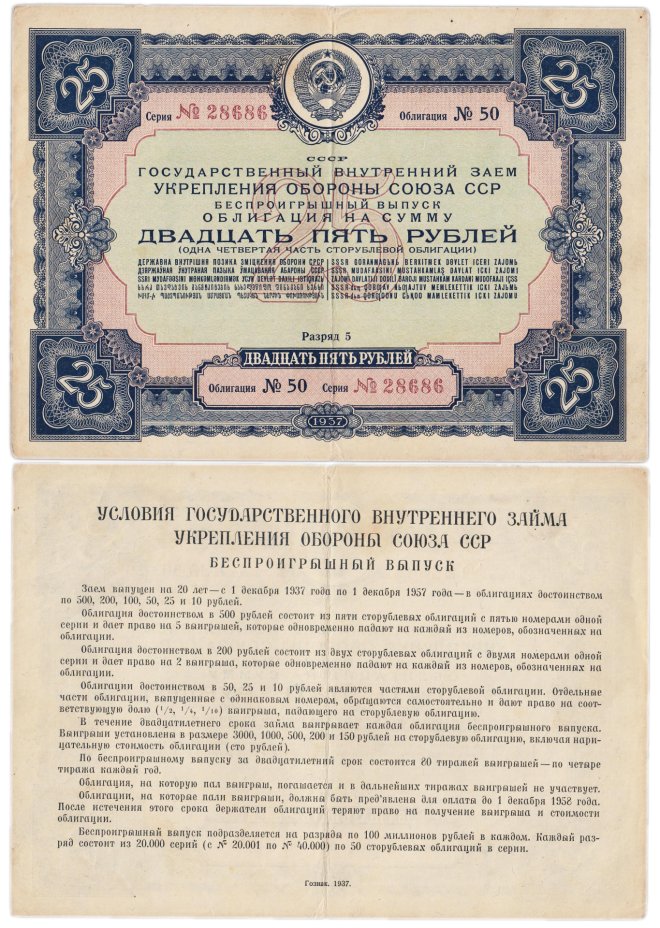 25
25
Серия № 28686
Облигация № 50
СССР
ГОСУДАРСТВЕННЫЙ ВНУТРЕННИЙ ЗАЕМ
УКРЕПЛЕНИЯ ОБОРОНЫ СОЮЗА ССР
БЕСПРОИГРЫШНЫЙ ВЫПУСК
ОБЛИГАЦИЯ НА СУММУ
ДВАДЦАТЬ ПЯТЬ РУБЛЕЙ
(ОДНА ЧЕТВЕРТАЯ ЧАСТЬ СТОРУБЛЕВОЙ ОБЛИГАЦИИ)
ДЕРЖАВНА ВНУТРІШНЯ ПОЗИКА ЗМІЦНЕННЯ ОБОРОНИ СРСР
ДЗЯРЖАЎНАЯ ЎНУТРАНАЯ ПАЗЫКА ЎМАЦАВАННЯ АБАРОНЫ СССР
Разряд 5
ДВАДЦАТЬ ПЯТЬ РУБЛЕЙ
Облигация № 50 Серия № 28686
25
25
1937
УСЛОВИЯ ГОСУДАРСТВЕННОГО ВНУТРЕННЕГО ЗАЙМА
УКРЕПЛЕНИЯ ОБОРОНЫ СОЮЗА ССР
БЕСПРОИГРЫШНЫЙ ВЫПУСК
Заем выпущен на 20 лет—с 1 декабря 1937 года по 1 декабря 1957 года—в облигациях достоинством
по 500, 200, 100, 50, 25 и 10 рублей.
Облигация достоинством в 500 рублей состоит из пяти сторублевых облигаций с пятью номерами одной
серии и дает право на 5 выигрышей, которые одновременно падают на каждый из номеров, обозначенных на
облигации.
Облигация достоинством в 200 рублей состоит из двух сторублевых облигаций с двумя номерами одной
серии и дает право на 2 выигрыша, которые одновременно падают на каждый из номеров, обозначенных на
облигации.
Облигации достоинством в 50, 25 и 10 рублей являются частями сторублевой облигации. Отдельные
части облигации, выпущенные с одинаковым номером, обращаются самостоятельно и дают право на соот-
ветствующую долю (1/2, 1/4, 1/10) выигрыша, падающего на сторублевую облигацию.
В течение двадцатилетнего срока займа выигрывает каждая облигация беспроигрышного выпуска.
Выигрыши установлены в размере 3000, 1000, 500, 200 и 150 рублей на сторублевую облигацию, включая нари-
цательную стоимость облигации (сто рублей).
По беспроигрышному выпуску за двадцатилетний срок состоится 80 тиражей выигрышей—по четыре
тиража каждый год.
Облигация, на которую пал выигрыш, погашается и в дальнейших тиражах выигрышей не участвует.
Облигации, на которые пали выигрыши, должны быть пред'явлены для оплаты до 1 декабря 1958 года.
После истечения этого срока держатели облигаций теряют право на получение выигрыша и стоимости
облигации.
Беспроигрышный выпуск подразделяется на разряды по 100 миллионов рублей в каждом. Каждый раз-
ряд состоит из 20.000 серий (с № 20.001 по № 40.000) по 50 сторублевых облигаций в серии.
Гознак. 1937.